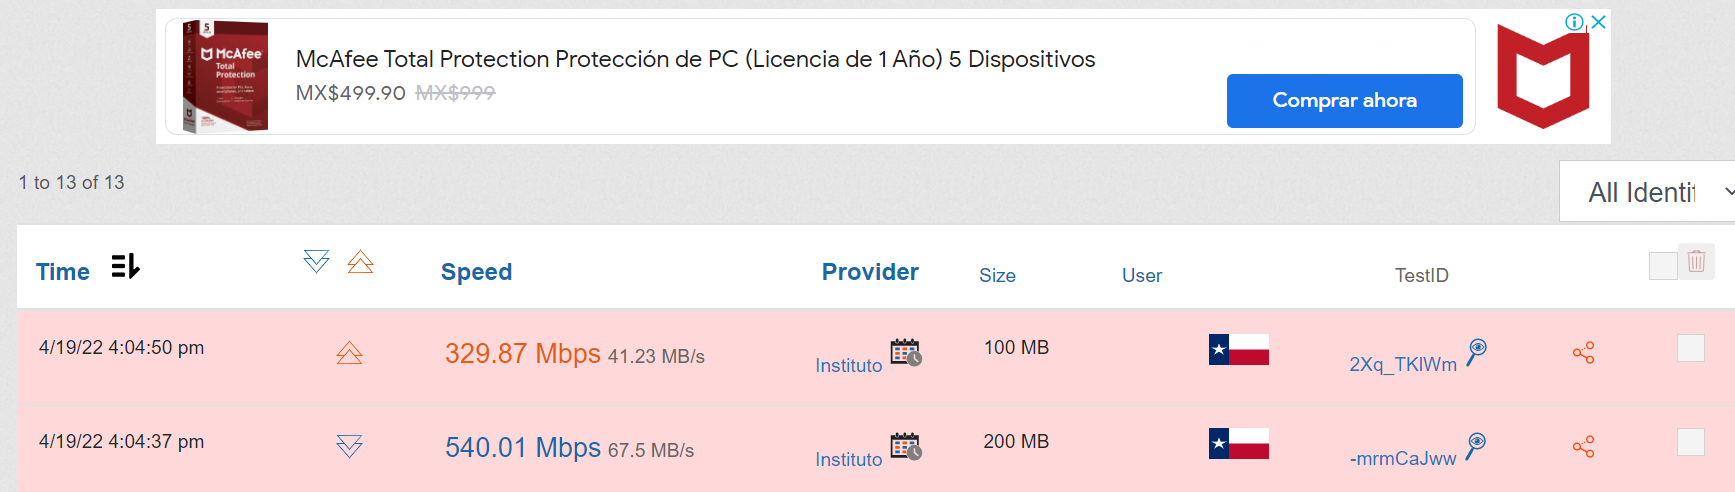 McAfee Total Protection Protección de PC (Licencia de 1 Año) 5 Dispositivos
MX$499.90 MX$999
Comprar ahora
McAfee
Total
Protection
1 to 13 of 13
All Identif
Time Speed Provider Size User TestID
4/19/22 4:04:50 pm 329.87 Mbps 41.23 MB/s Instituto 100 MB 2Xq_TKlWm
4/19/22 4:04:37 pm 540.01 Mbps 67.5 MB/s Instituto 200 MB -mrmCaJww